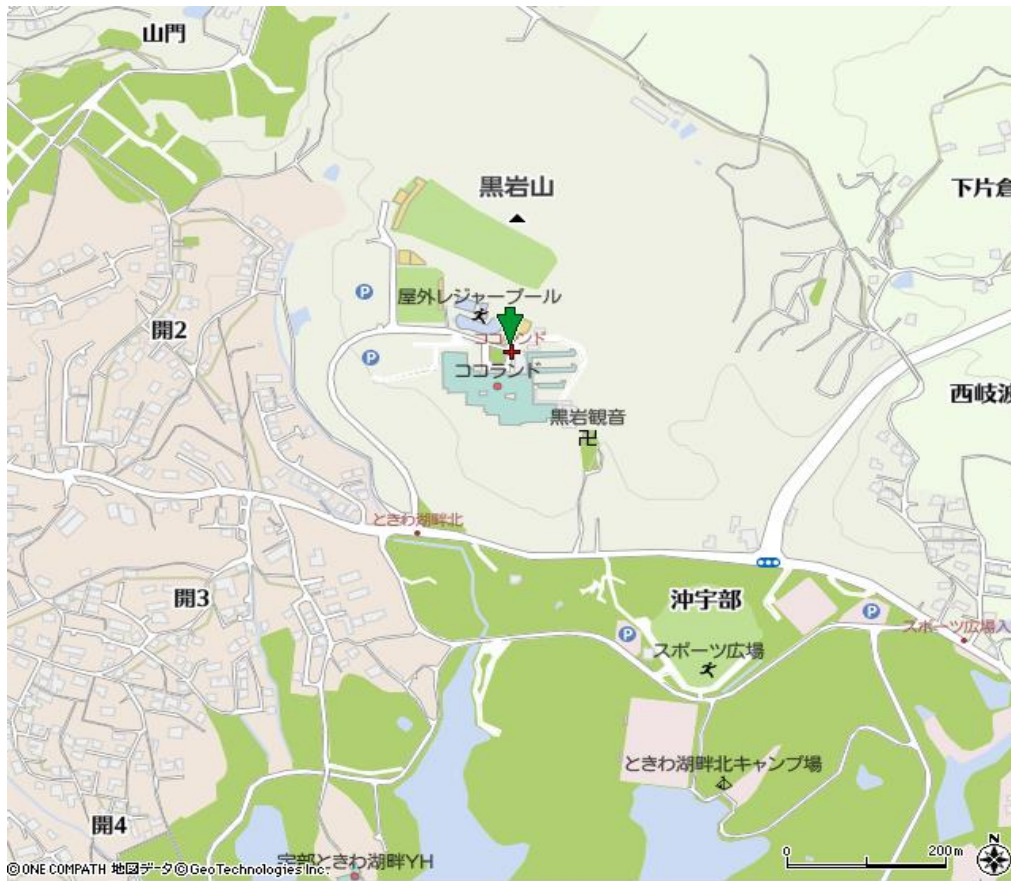 山門
黒岩山
下片倉
P
屋外レジャープール
開2
P
ココランド
ココランド
西岐波
黒岩観音
卍
ときわ湖畔北
開3
沖宇部
P
P
スポーツ広場入
スポーツ広場
ときわ湖畔北キャンプ場
開4
宇部ときわ湖畔YH
0 200m
N
©ONE COMPATH 地図データ©GeoTechnologies Inc.